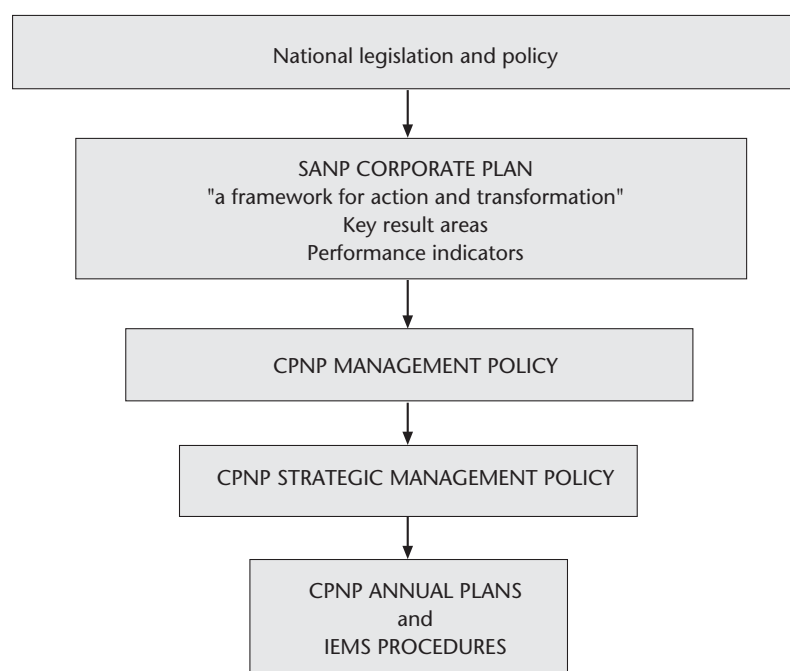 National legislation and policy
SANP CORPORATE PLAN
"a framework for action and transformation"
Key result areas
Performance indicators
CPNP MANAGEMENT POLICY
CPNP STRATEGIC MANAGEMENT POLICY
CPNP ANNUAL PLANS
and
IEMS PROCEDURES